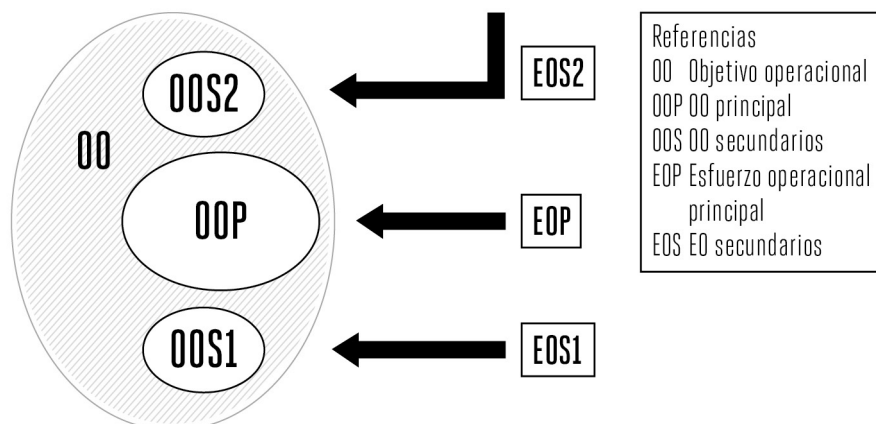 OOS2
OO
OOP
OOS1
EOS2
EOP
EOS1
Referencias
OO Objetivo operacional
OOP OO principal
OOS OO secundarios
EOP Esfuerzo operacional
principal
EOS EO secundarios